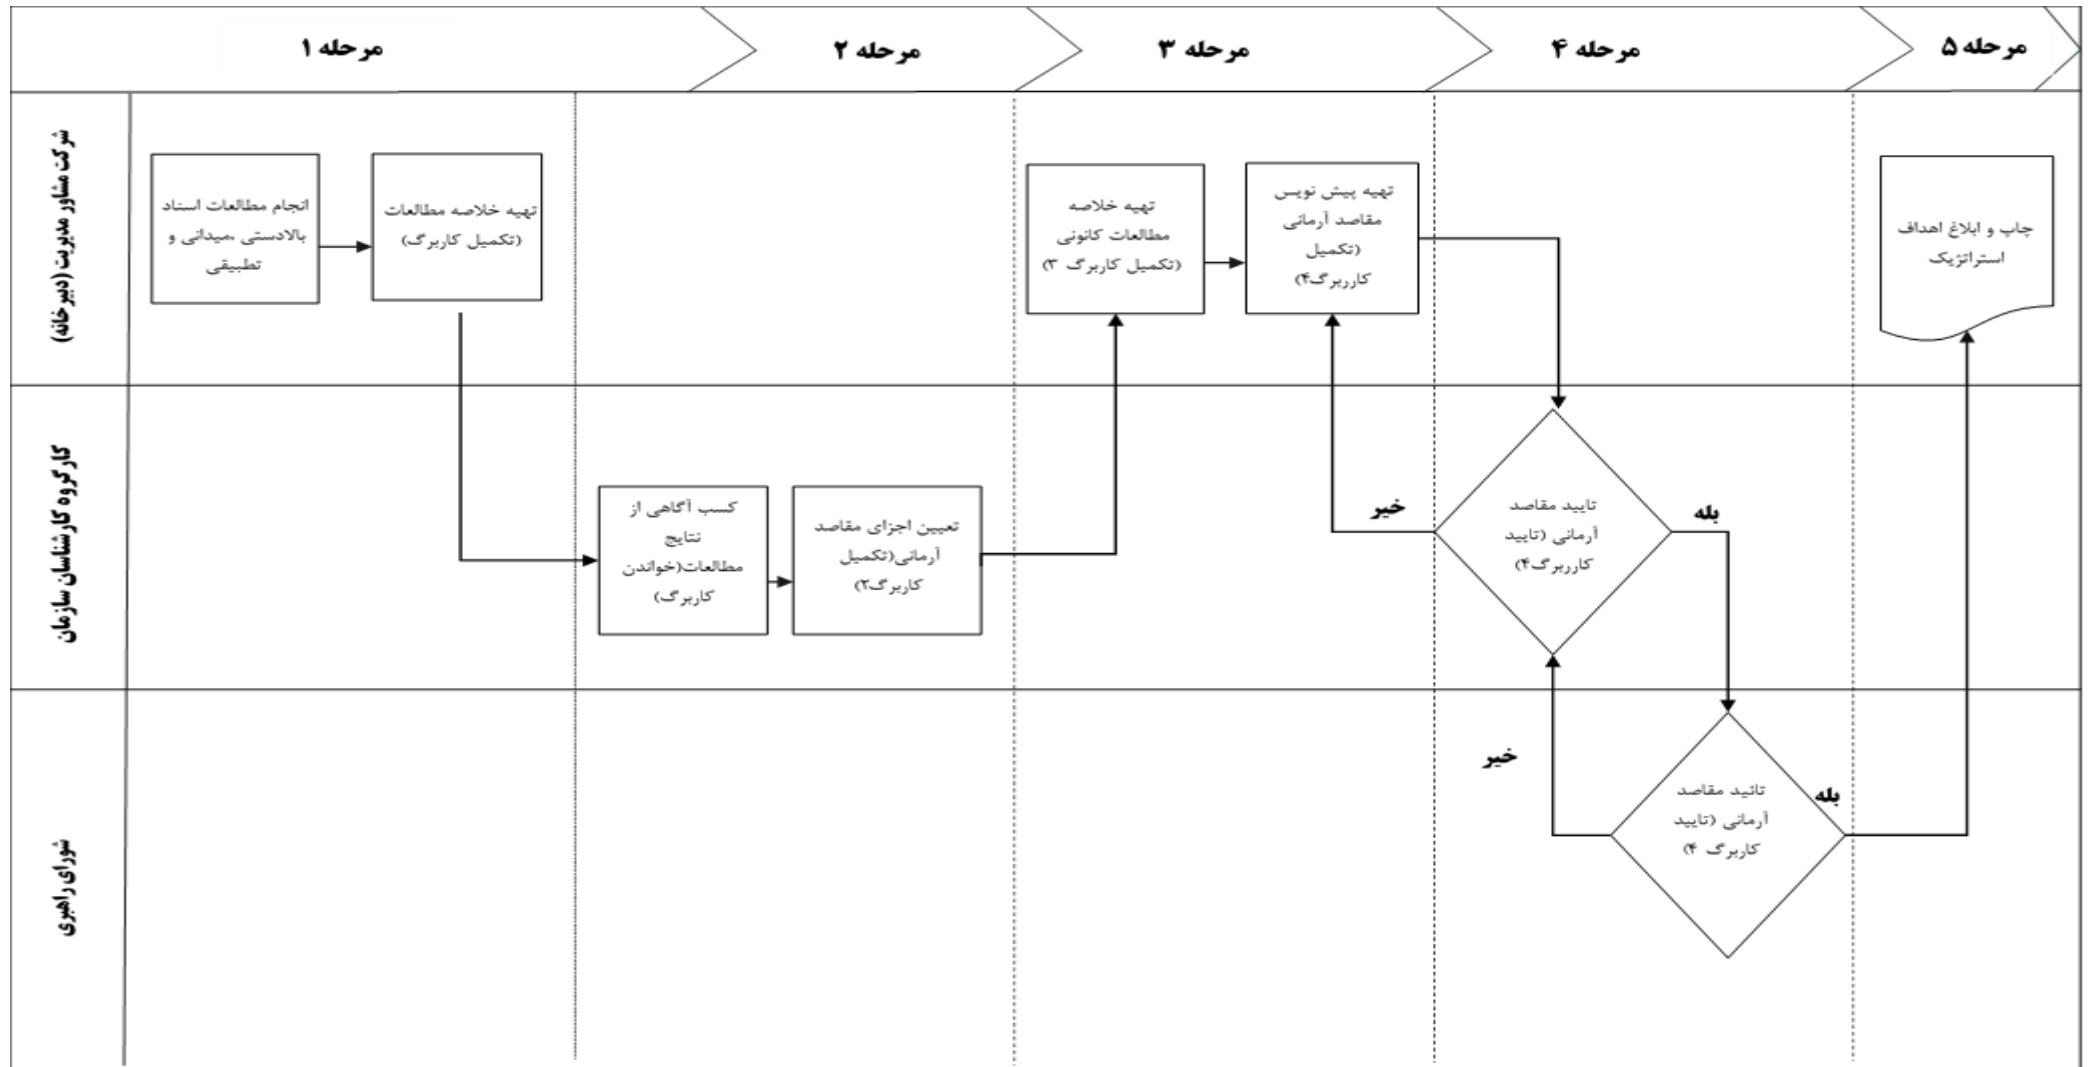 مرحله ۱
مرحله ۲
مرحله ۳
مرحله ۴
مرحله ۵
شرکت مشاور مدیریت (دبیرخانه)
انجام مطالعات اسناد
بالادستی ،میدانی و
تطبیقی
تهیه خلاصه مطالعات
(تکمیل کاربرگ)
تهیه خلاصه
مطالعات کانونی
(تکمیل کاربرگ ۳)
تهیه پیش نویس
مقاصد آرمانی
(تکمیل
کارربرگ۴)
چاپ و ابلاغ اهداف
استراتژیک
کارگروه کارشناسان سازمان
کسب آگاهی از
نتایج
مطالعات(خواندن
کاربرگ)
تعیین اجزای مقاصد
آرمانی(تکمیل
کاربرگ۲)
خیر
تایید مقاصد
آرمانی (تایید
کارربرگ۴)
بله
شورای راهبری
خیر
تائید مقاصد
آرمانی (تایید
کاربرگ ۴)
بله